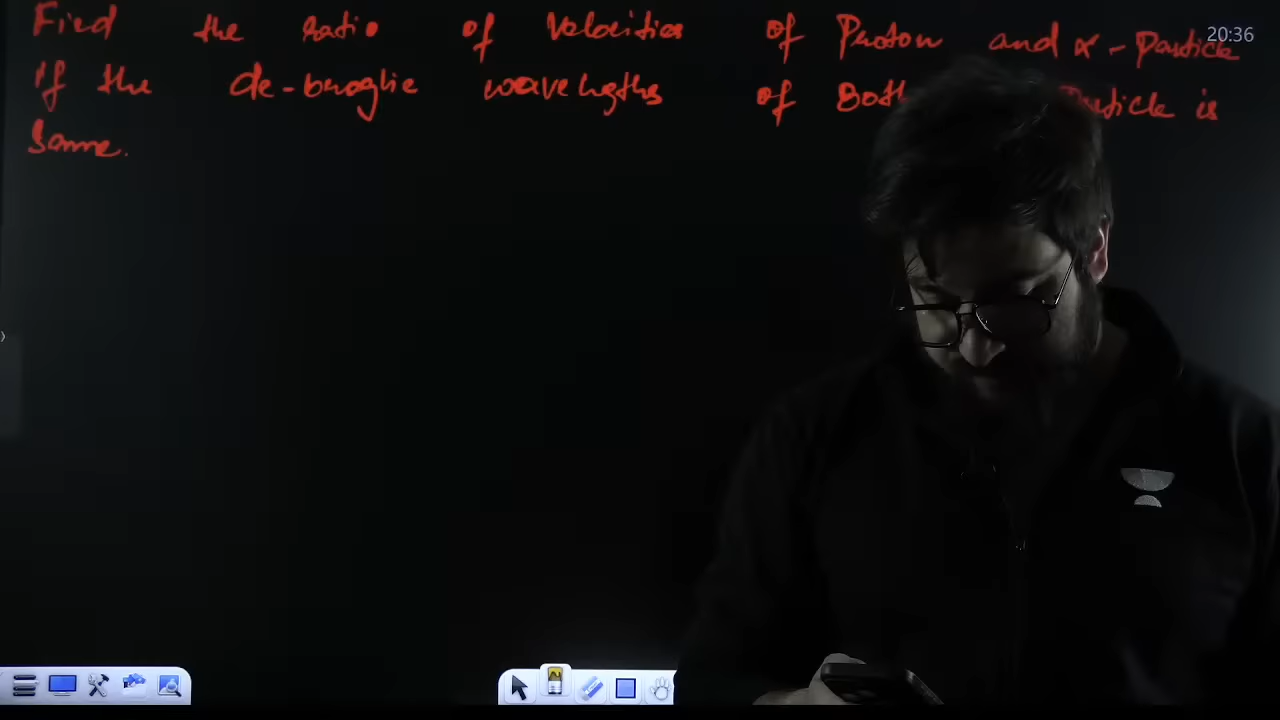 Find the ratio of Velocities of Proton and α - Particle
20:36
if the de-broglie wavelengths of Both Particle is
Same.